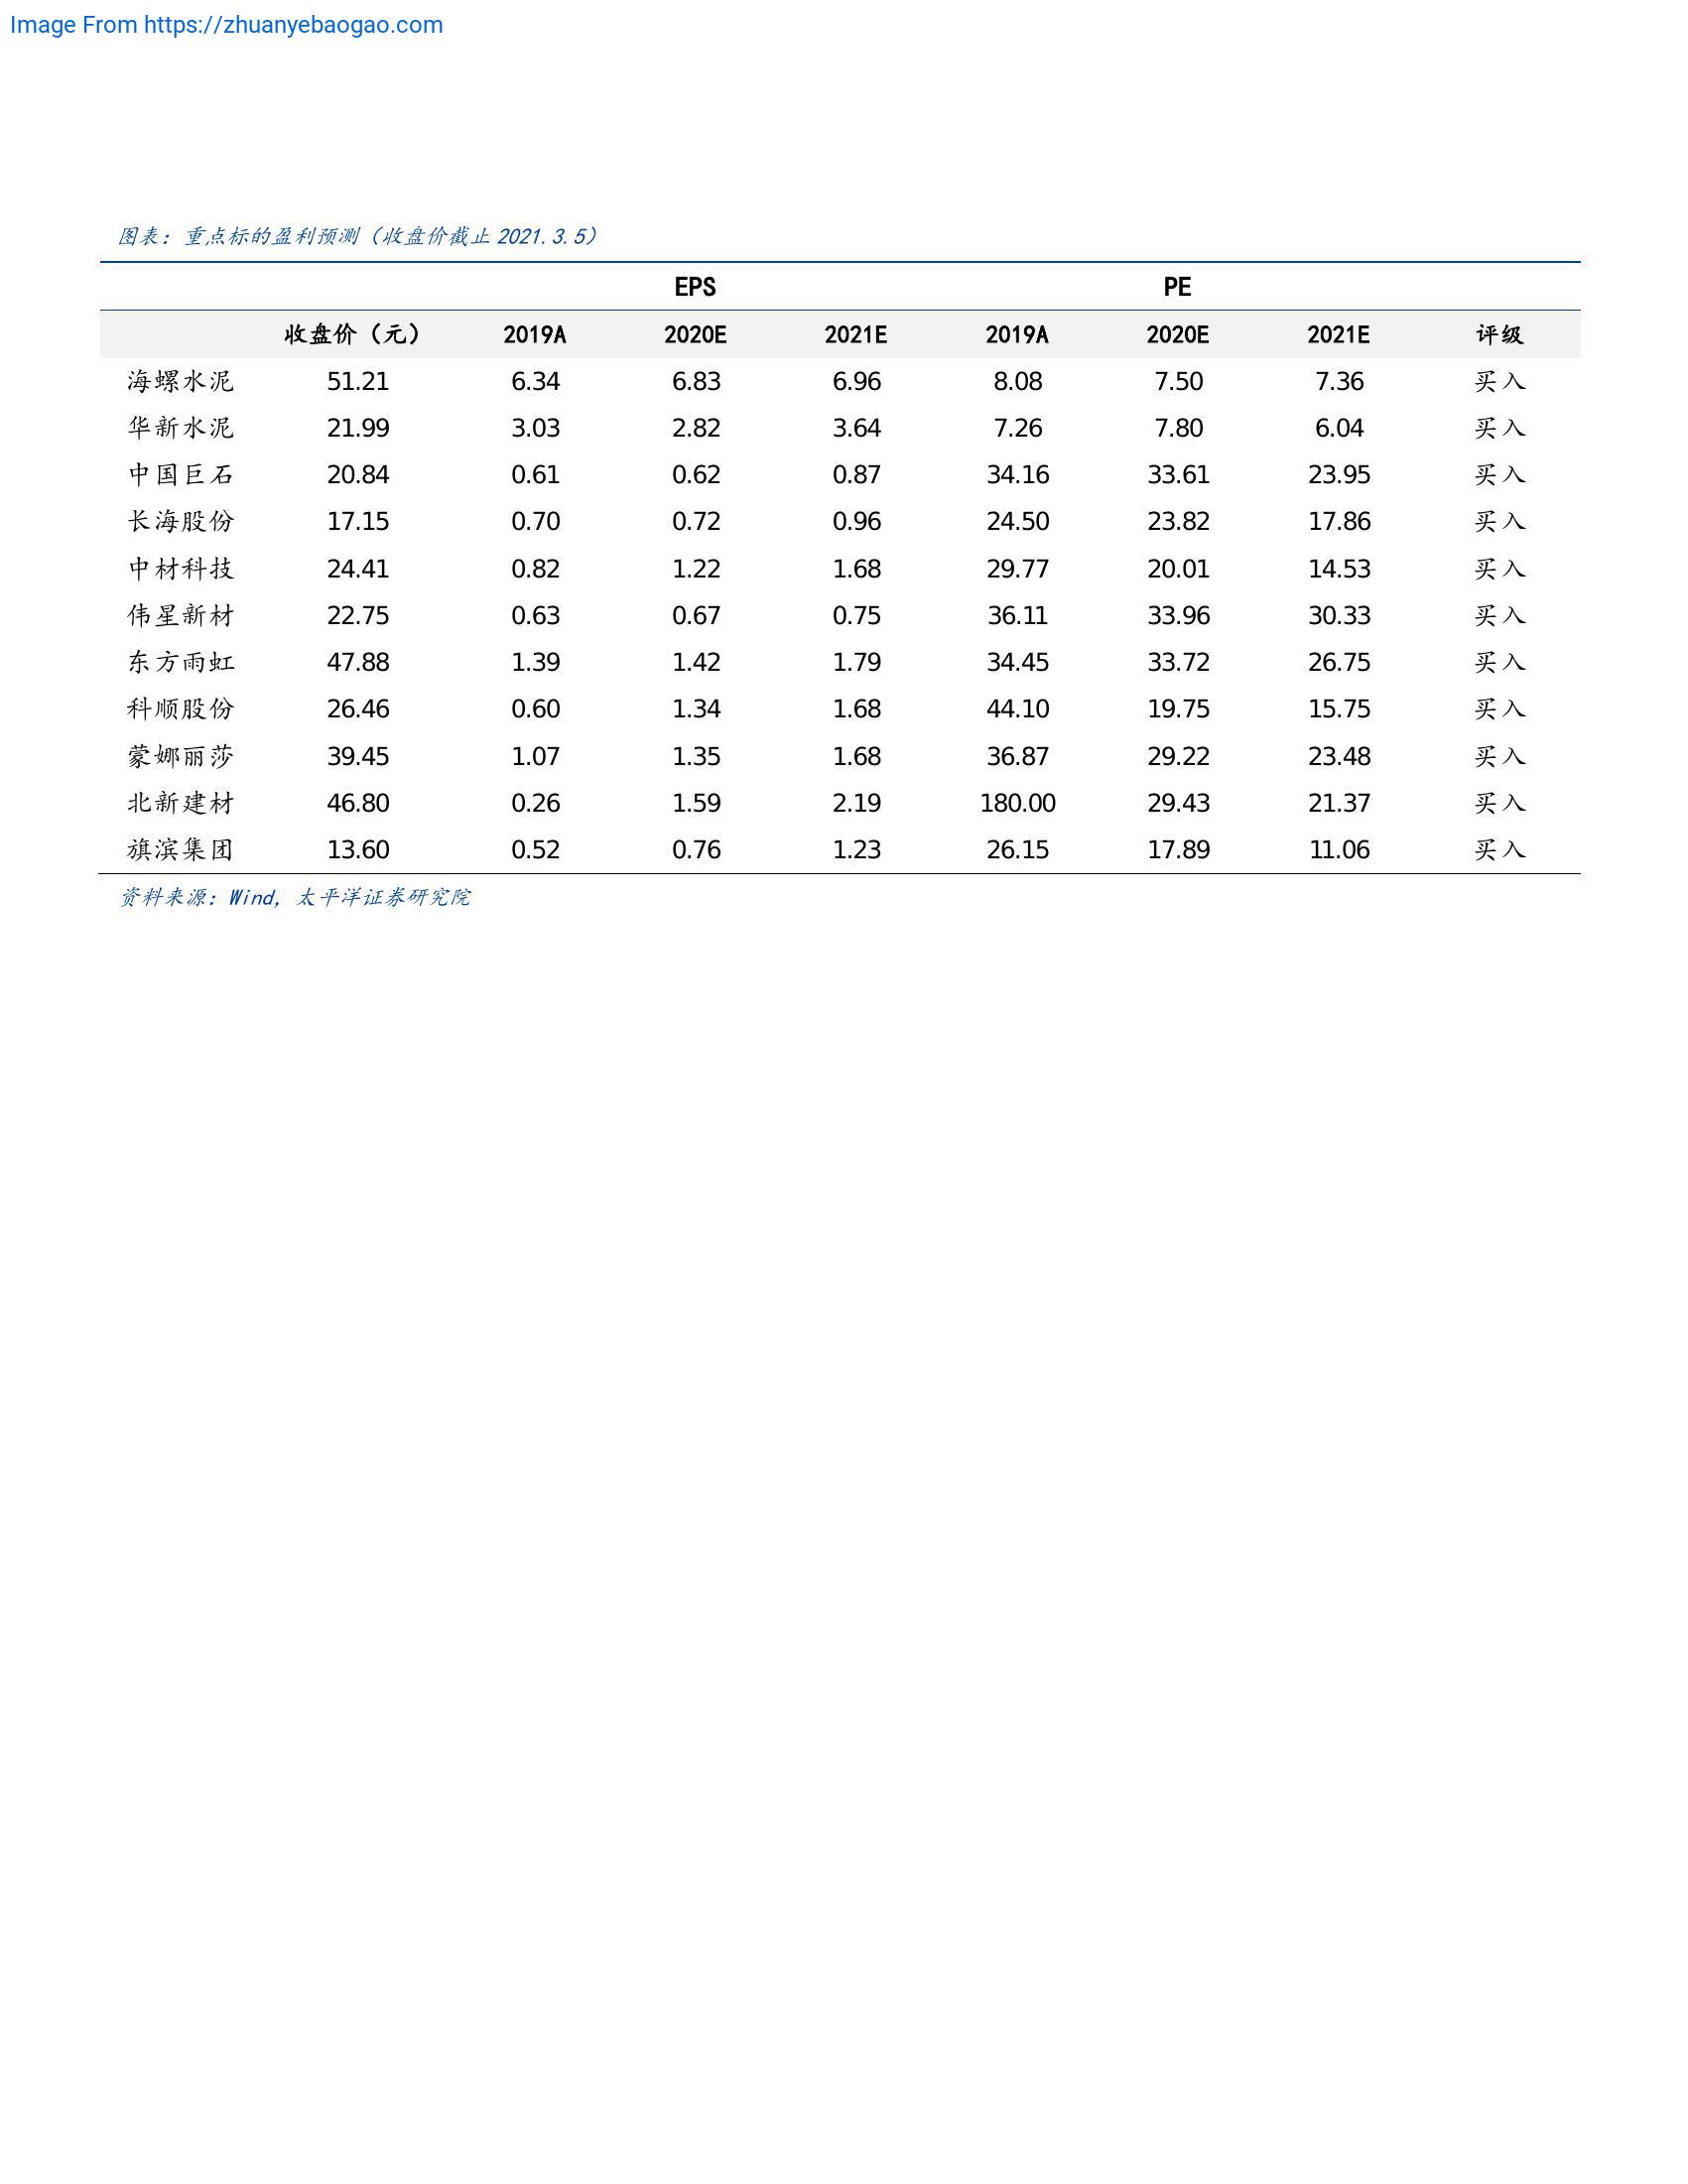 Image From https://zhuanyebaogao.com
图表：重点标的盈利预测（收盘价截止 2021.3.5）
EPS PE
收盘价（元） 2019A 2020E 2021E 2019A 2020E 2021E 评级
海螺水泥 51.21 6.34 6.83 6.96 8.08 7.50 7.36 买入
华新水泥 21.99 3.03 2.82 3.64 7.26 7.80 6.04 买入
中国巨石 20.84 0.61 0.62 0.87 34.16 33.61 23.95 买入
长海股份 17.15 0.70 0.72 0.96 24.50 23.82 17.86 买入
中材科技 24.41 0.82 1.22 1.68 29.77 20.01 14.53 买入
伟星新材 22.75 0.63 0.67 0.75 36.11 33.96 30.33 买入
东方雨虹 47.88 1.39 1.42 1.79 34.45 33.72 26.75 买入
科顺股份 26.46 0.60 1.34 1.68 44.10 19.75 15.75 买入
蒙娜丽莎 39.45 1.07 1.35 1.68 36.87 29.22 23.48 买入
北新建材 46.80 0.26 1.59 2.19 180.00 29.43 21.37 买入
旗滨集团 13.60 0.52 0.76 1.23 26.15 17.89 11.06 买入
资料来源：Wind，太平洋证券研究院